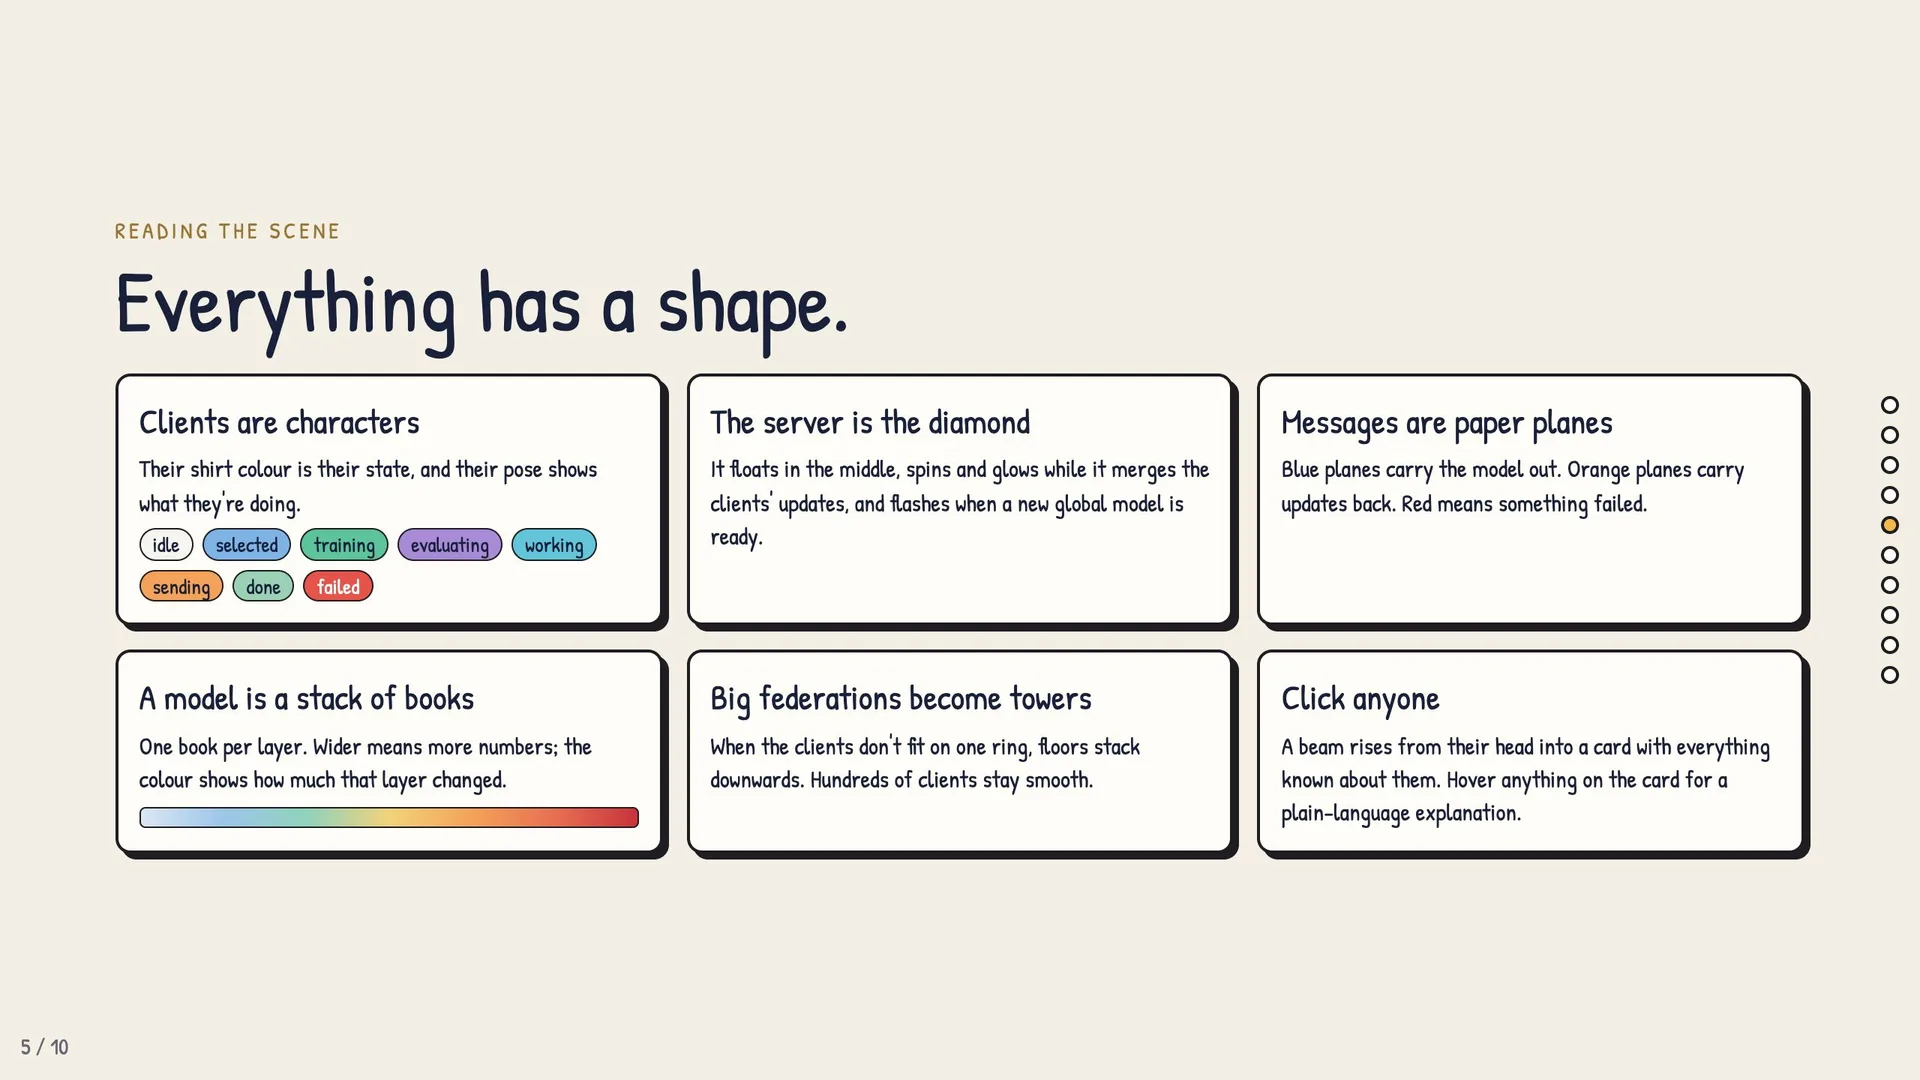 READING THE SCENE
Everything has a shape.
Clients are characters
Their shirt colour is their state, and their pose shows
what they're doing.
idle selected training evaluating working
sending done failed
The server is the diamond
It floats in the middle, spins and glows while it merges the
clients' updates, and flashes when a new global model is
ready.
Messages are paper planes
Blue planes carry the model out. Orange planes carry
updates back. Red means something failed.
A model is a stack of books
One book per layer. Wider means more numbers; the
colour shows how much that layer changed.
Big federations become towers
When the clients don't fit on one ring, floors stack
downwards. Hundreds of clients stay smooth.
Click anyone
A beam rises from their head into a card with everything
known about them. Hover anything on the card for a
plain-language explanation.
5 / 10